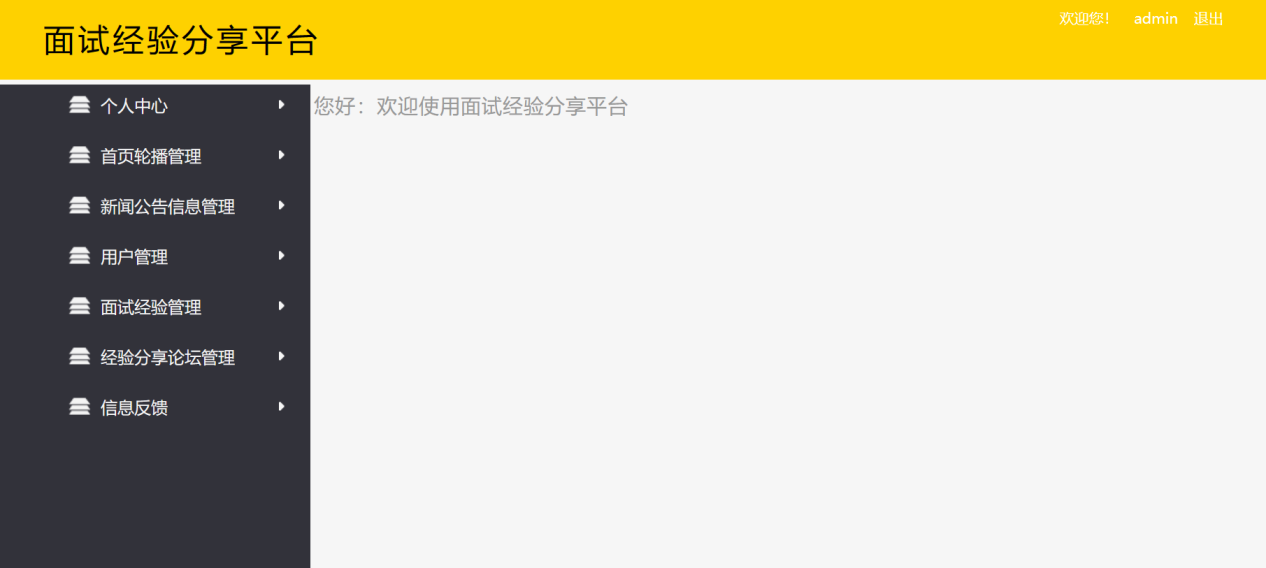 面试经验分享平台
欢迎您! admin 退出
个人中心
首页轮播管理
新闻公告信息管理
用户管理
面试经验管理
经验分享论坛管理
信息反馈
您好：欢迎使用面试经验分享平台